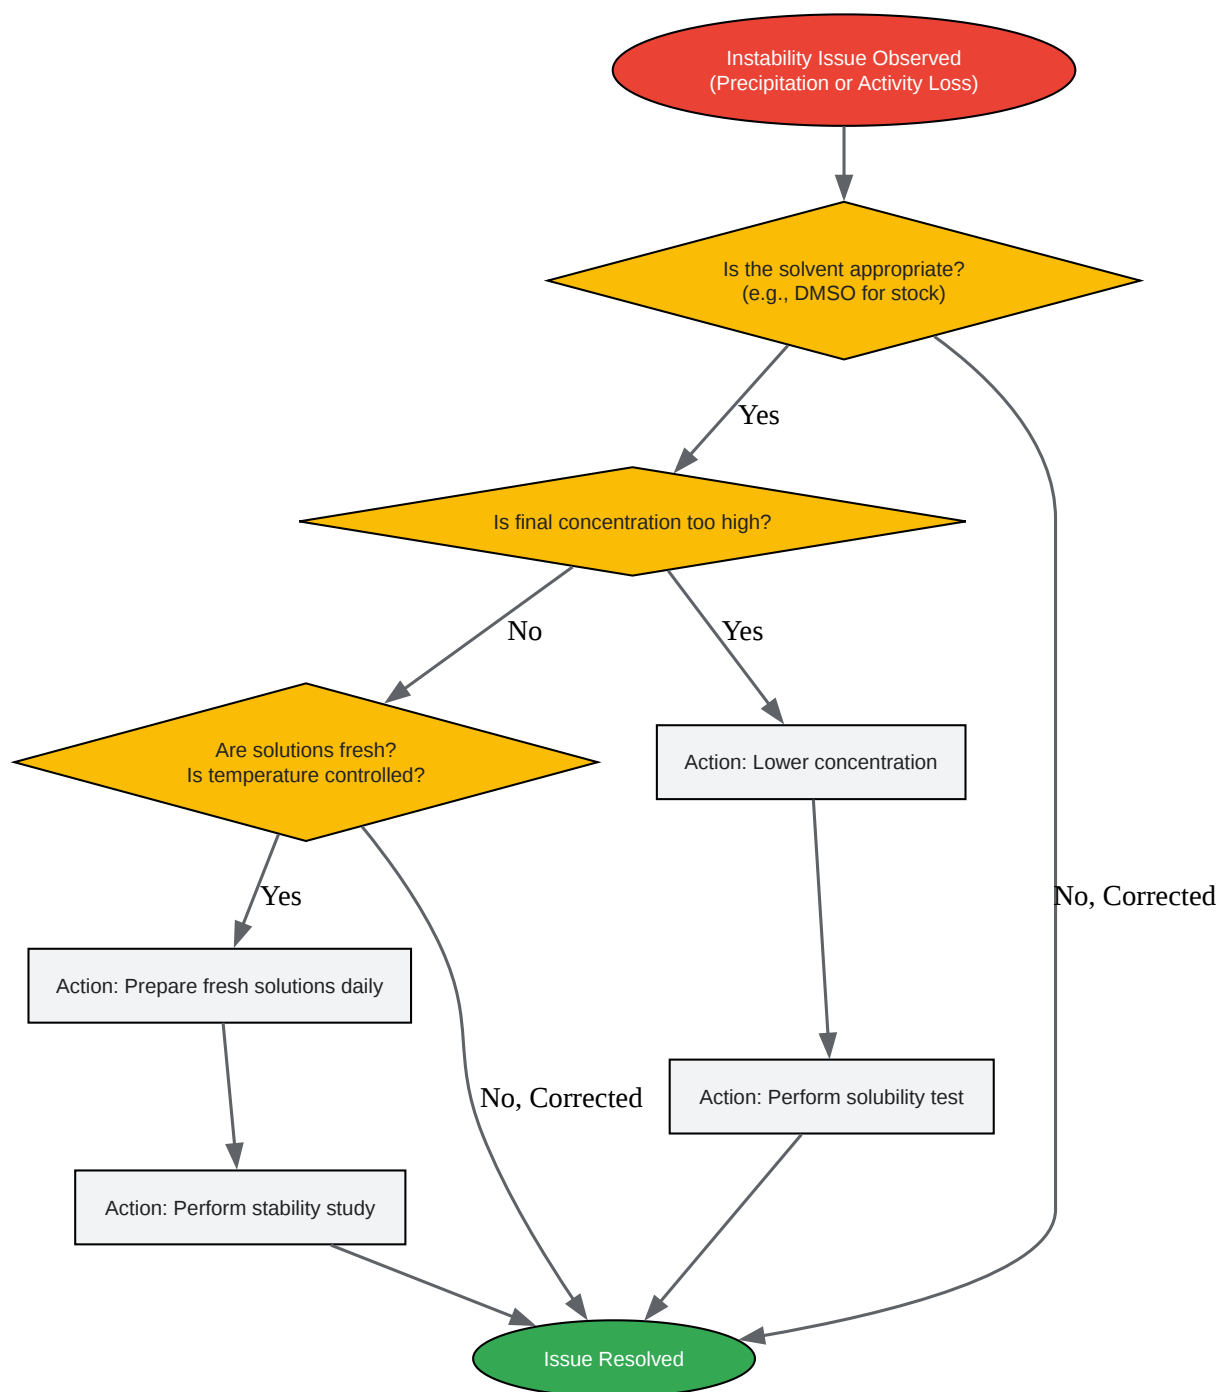 Instability Issue Observed
(Precipitation or Activity Loss)
Is the solvent appropriate?
(e.g., DMSO for stock)
Yes
Is final concentration too high?
No
Yes
Are solutions fresh?
Is temperature controlled?
Action: Lower concentration
Yes
No, Corrected
Action: Prepare fresh solutions daily
No, Corrected
Action: Perform solubility test
Action: Perform stability study
Issue Resolved